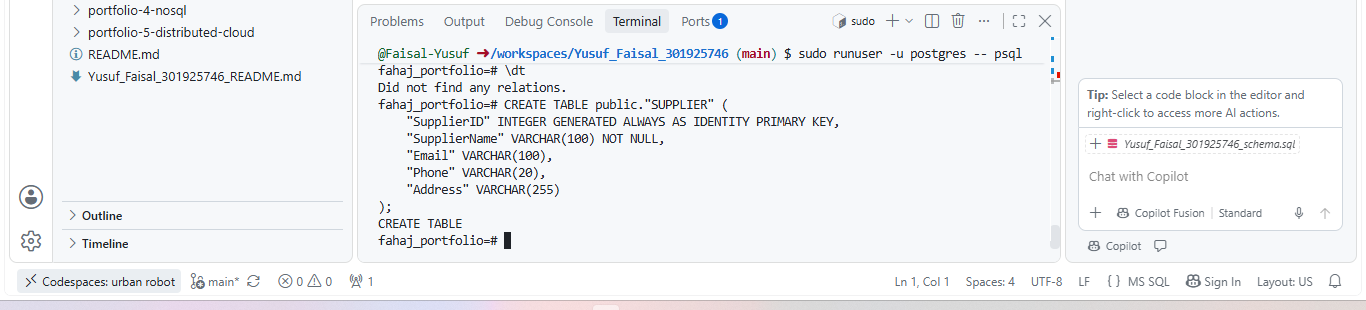 portfolio-4-nosql
portfolio-5-distributed-cloud
README.md
Yusuf_Faisal_301925746_README.md
Outline
Timeline
Problems Output Debug Console Terminal Ports 1
sudo
@Faisal-Yusuf ➜/workspaces/Yusuf_Faisal_301925746 (main) $ sudo runuser -u postgres -- psql
fahaj_portfolio=# \dt
Did not find any relations.
fahaj_portfolio=# CREATE TABLE public."SUPPLIER" (
    "SupplierID" INTEGER GENERATED ALWAYS AS IDENTITY PRIMARY KEY,
    "SupplierName" VARCHAR(100) NOT NULL,
    "Email" VARCHAR(100),
    "Phone" VARCHAR(20),
    "Address" VARCHAR(255)
);
CREATE TABLE
fahaj_portfolio=#
Tip: Select a code block in the editor and
right-click to access more AI actions.
Yusuf_Faisal_301925746_schema.sql
Chat with Copilot
Copilot Fusion Standard
Copilot
Codespaces: urban robot main* 0 0 1 Ln 1, Col 1 Spaces: 4 UTF-8 LF { } MS SQL Sign In Layout: US